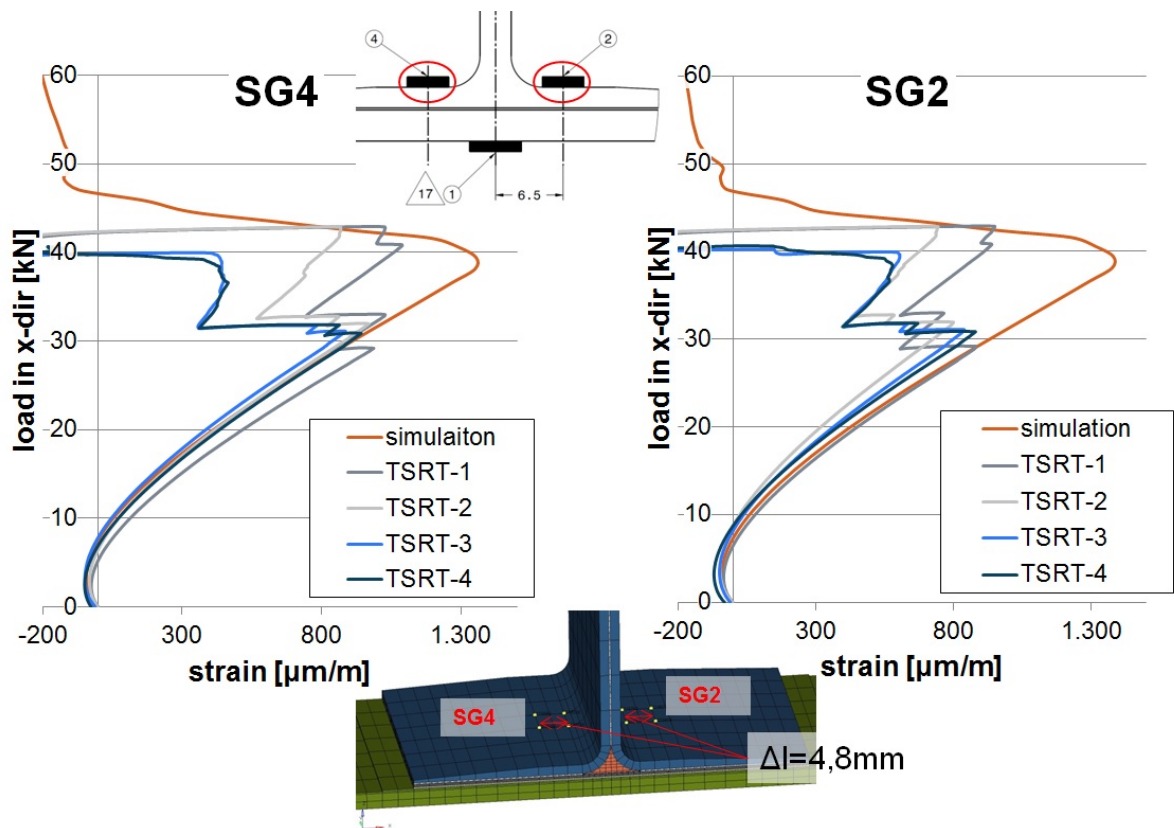 SG4
4
2
17
1
6.5
SG2
load in x-dir [kN]
60
50
40
30
20
10
0
-200
300
800
1.300
strain [µm/m]
simulaiton
TSRT-1
TSRT-2
TSRT-3
TSRT-4
load in x-dir [kN]
60
50
40
30
20
10
0
-200
300
800
1.300
strain [µm/m]
simulation
TSRT-1
TSRT-2
TSRT-3
TSRT-4
SG4
SG2
Δl=4,8mm